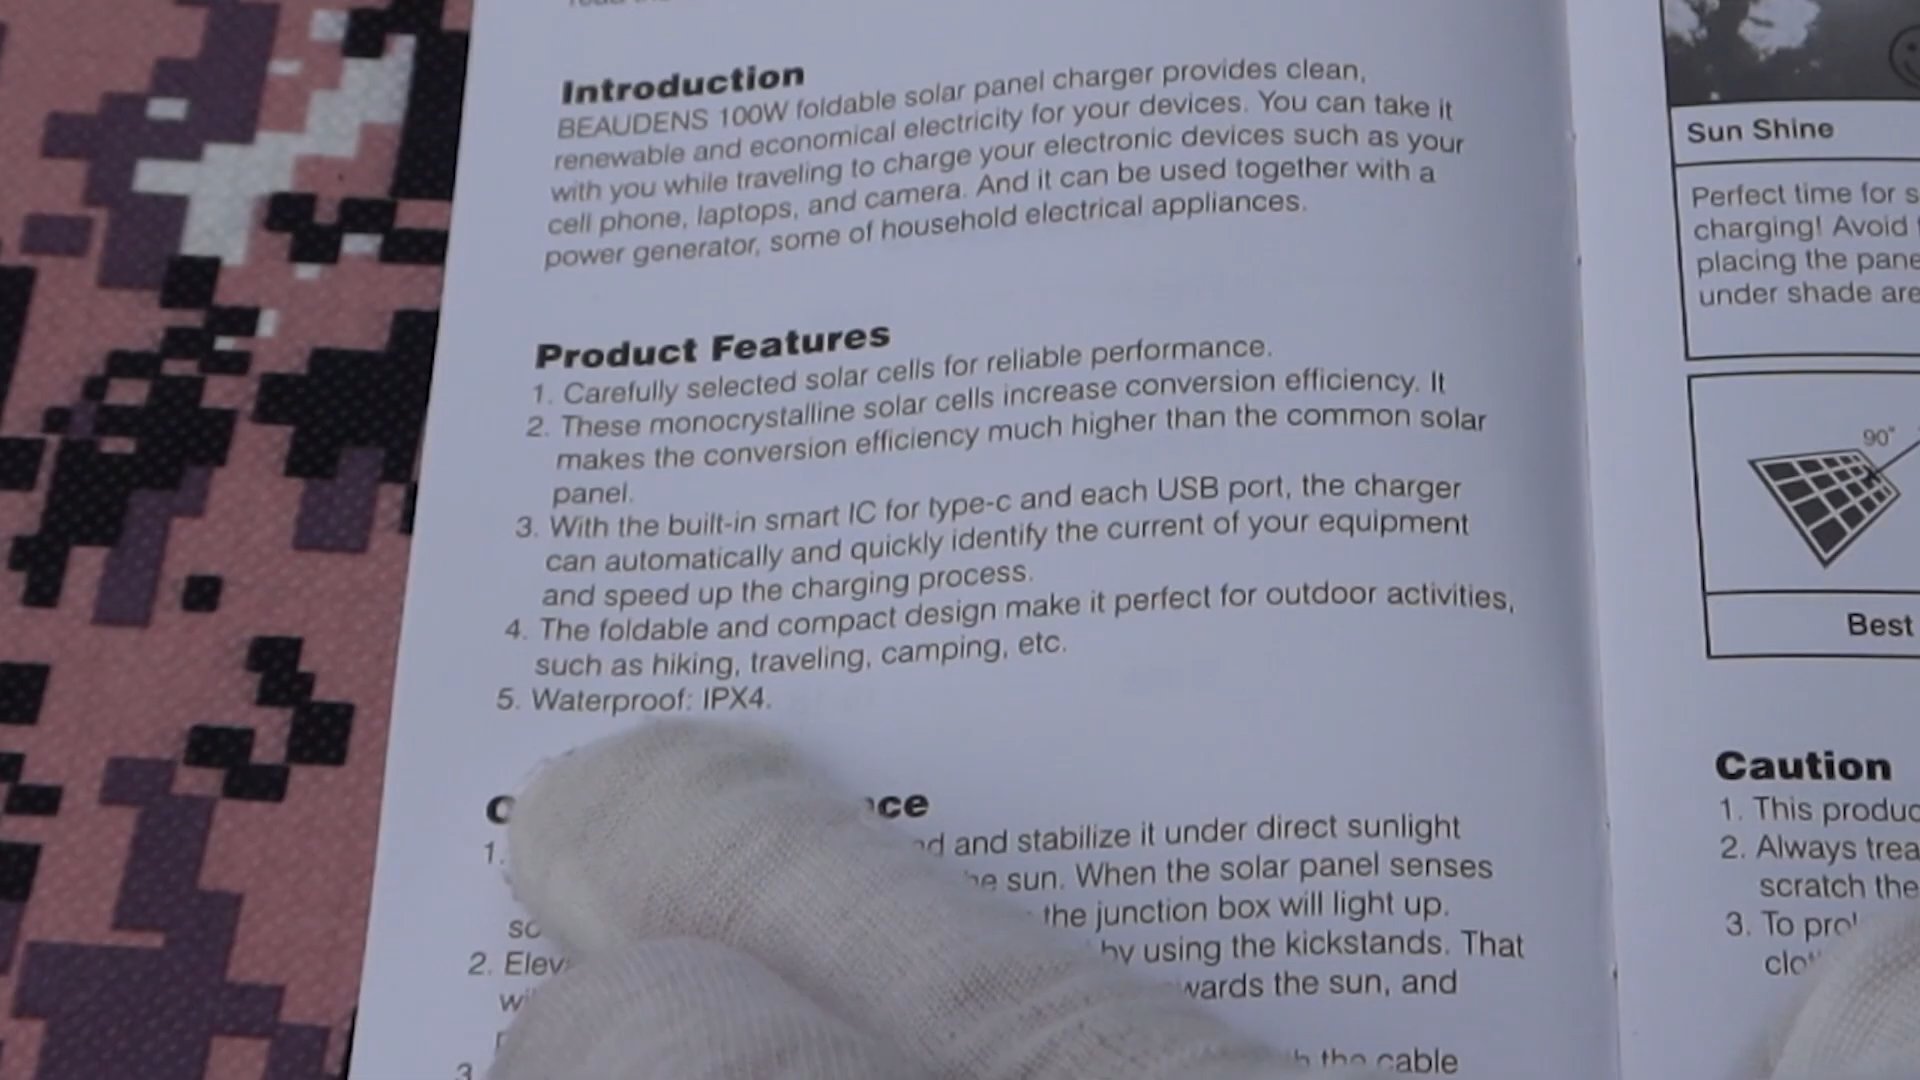 Introduction
BEAUDENS 100W foldable solar panel charger provides clean,
renewable and economical electricity for your devices. You can take it
with you while traveling to charge your electronic devices such as your
cell phone, laptops, and camera. And it can be used together with a
power generator, some of household electrical appliances.
Product Features
1. Carefully selected solar cells for reliable performance.
2. These monocrystalline solar cells increase conversion efficiency. It
makes the conversion efficiency much higher than the common solar
panel.
3. With the built-in smart IC for type-c and each USB port, the charger
can automatically and quickly identify the current of your equipment
and speed up the charging process.
4. The foldable and compact design make it perfect for outdoor activities,
such as hiking, traveling, camping, etc.
5. Waterproof: IPX4.
1.
and stabilize it under direct sunlight
sun. When the solar panel senses
the junction box will light up.
2.
by using the kickstands. That
the sun, and
3
the cable
Sun Shine
Perfect time for
charging! Avoid
placing the
under shade
90°
Best
Caution
1. This
2. Always
scratch the
3. To